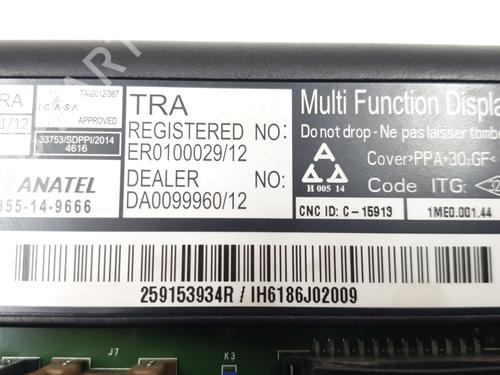 TRA
REGISTERED NO:
ER0100029/12
DEALER NO:
DA0099960/12
RA
1/12
TA-2012/367
ICASA
APPROVED
33753/SDPPI/2014
4616
ANATEL
355-14-9666
Multi Function Displa
Do not drop - Ne pas laisser tombe
Cover>PPA+30%GF<
Code ITG:
32
И 005 14
CNC ID: C-15913
1ME0.001.44
259153934R / IH6186J02009
J7
K3